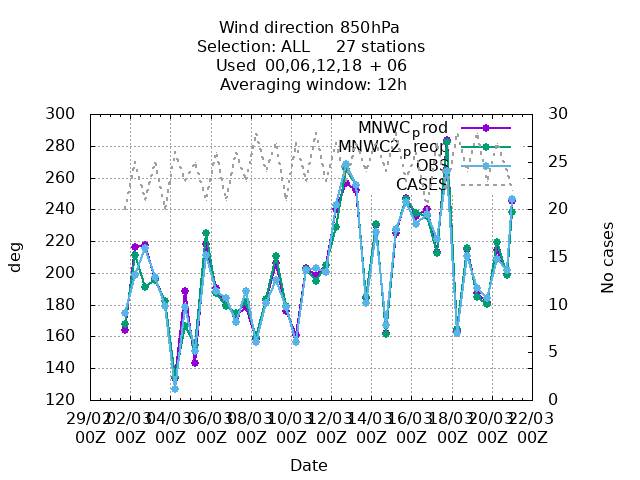 Wind direction 850hPa
Selection: ALL 27 stations
Used 00,06,12,18 + 06
Averaging window: 12h
300
280
260
240
220
200
180
160
140
120
deg
30
25
20
15
10
5
0
No cases
MNWCprod
MNWC2preop
OBS
CASES
29/02 02/03 04/03 06/03 08/03 10/03 12/03 14/03 16/03 18/03 20/03 22/03
00Z 00Z 00Z 00Z 00Z 00Z 00Z 00Z 00Z 00Z 00Z 00Z
Date